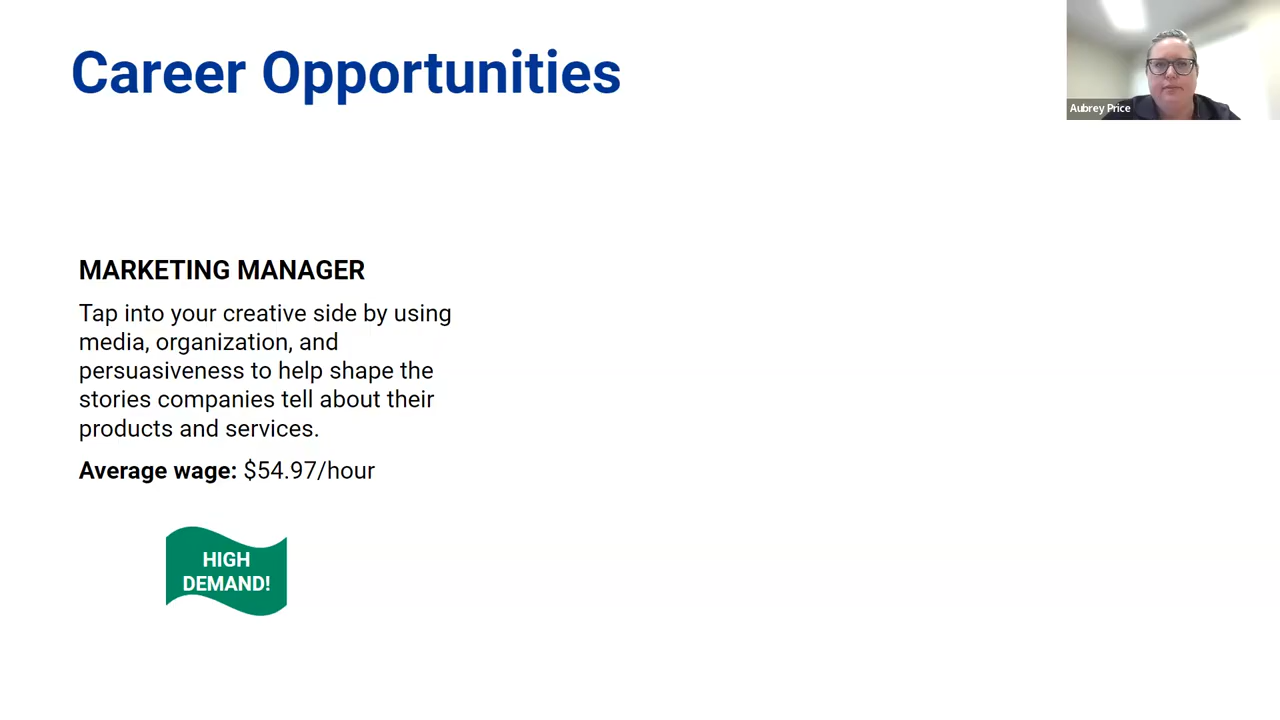 Career Opportunities
Aubrey Price
MARKETING MANAGER
Tap into your creative side by using
media, organization, and
persuasiveness to help shape the
stories companies tell about their
products and services.
Average wage: $54.97/hour
HIGH
DEMAND!